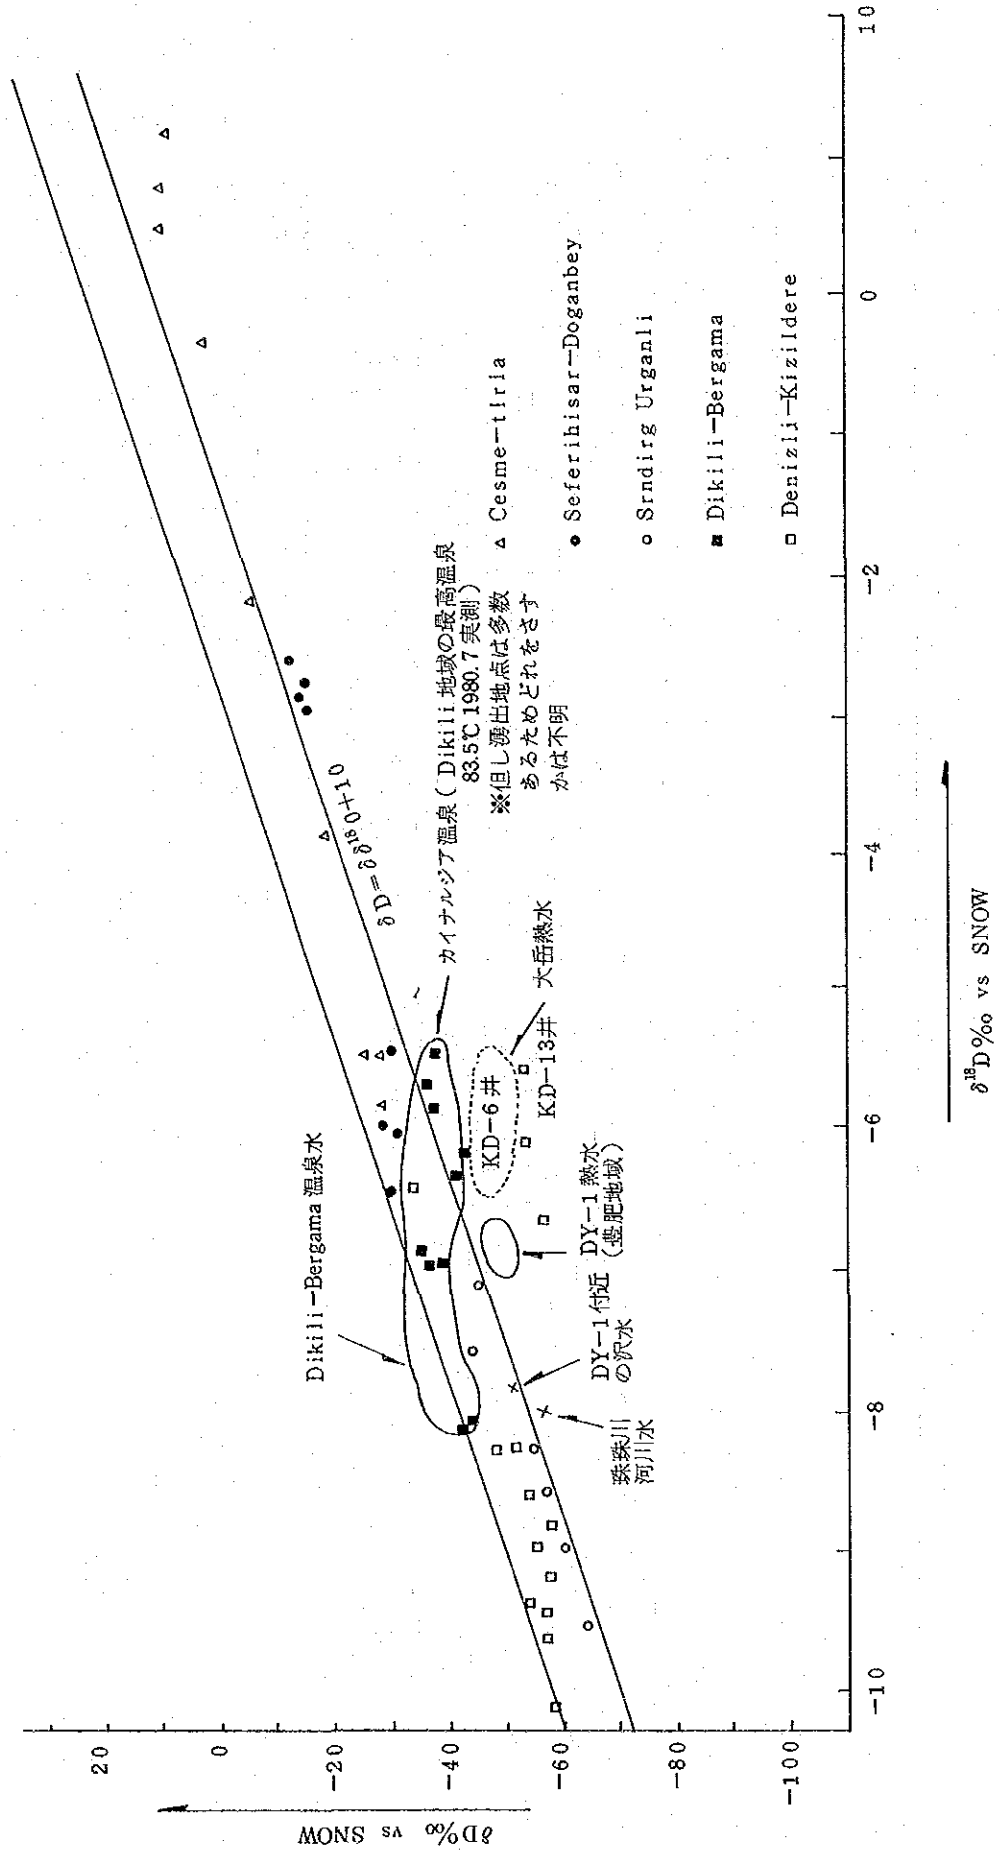 20
0
-20
-40
-60
-80
-100
δD‰ vs SNOW
-10
-8
-6
-4
-2
0
10
δ¹⁸D‰ vs SNOW
δD=δδ¹⁸O+10
Dikili-Bergama 温泉水
カイナルジア温泉(Dikili 地域の最高温泉
83.5℃ 1980.7 実測)
※但し湧出地点は多数
あるためどれをさす
かは不明
KD-6 井
大岳熱水
KD-13井
DY-1 熱水
(豊肥地域)
DY-1 付近
の沢水
珠珠川
河川水
△ Cesme-tIrla
● Seferihisar-Doganbey
○ Srndirg Urganli
■ Dikili-Bergama
□ Denizli-Kizildere